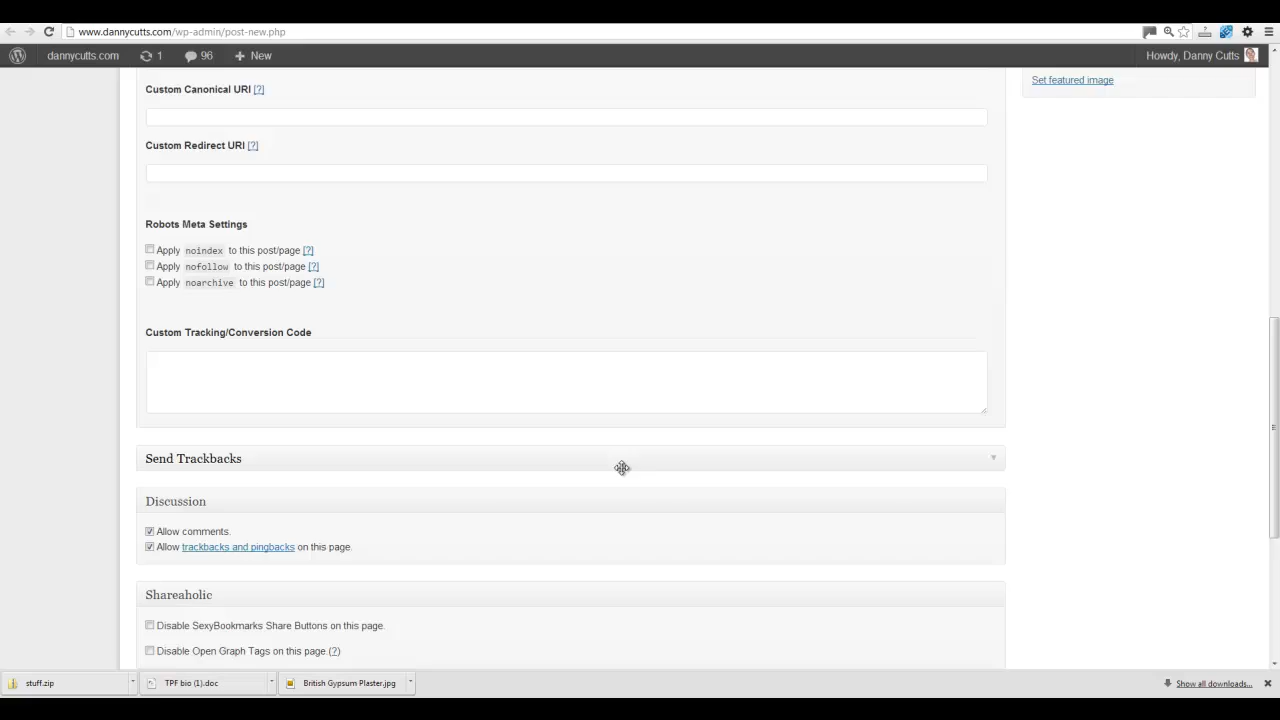 www.dannycutts.com/wp-admin/post-new.php
dannycutts.com 1 96 + New Howdy, Danny Cutts
Set featured image
Custom Canonical URI [?]
Custom Redirect URI [?]
Robots Meta Settings
Apply noindex to this post/page [?]
Apply nofollow to this post/page [?]
Apply noarchive to this post/page [?]
Custom Tracking/Conversion Code
Send Trackbacks
Discussion
Allow comments.
Allow trackbacks and pingbacks on this page.
Shareaholic
Disable SexyBookmarks Share Buttons on this page.
Disable Open Graph Tags on this page (?)
stuff.zip TPF bio (1).doc British Gypsum Plaster.jpg Show all downloads...